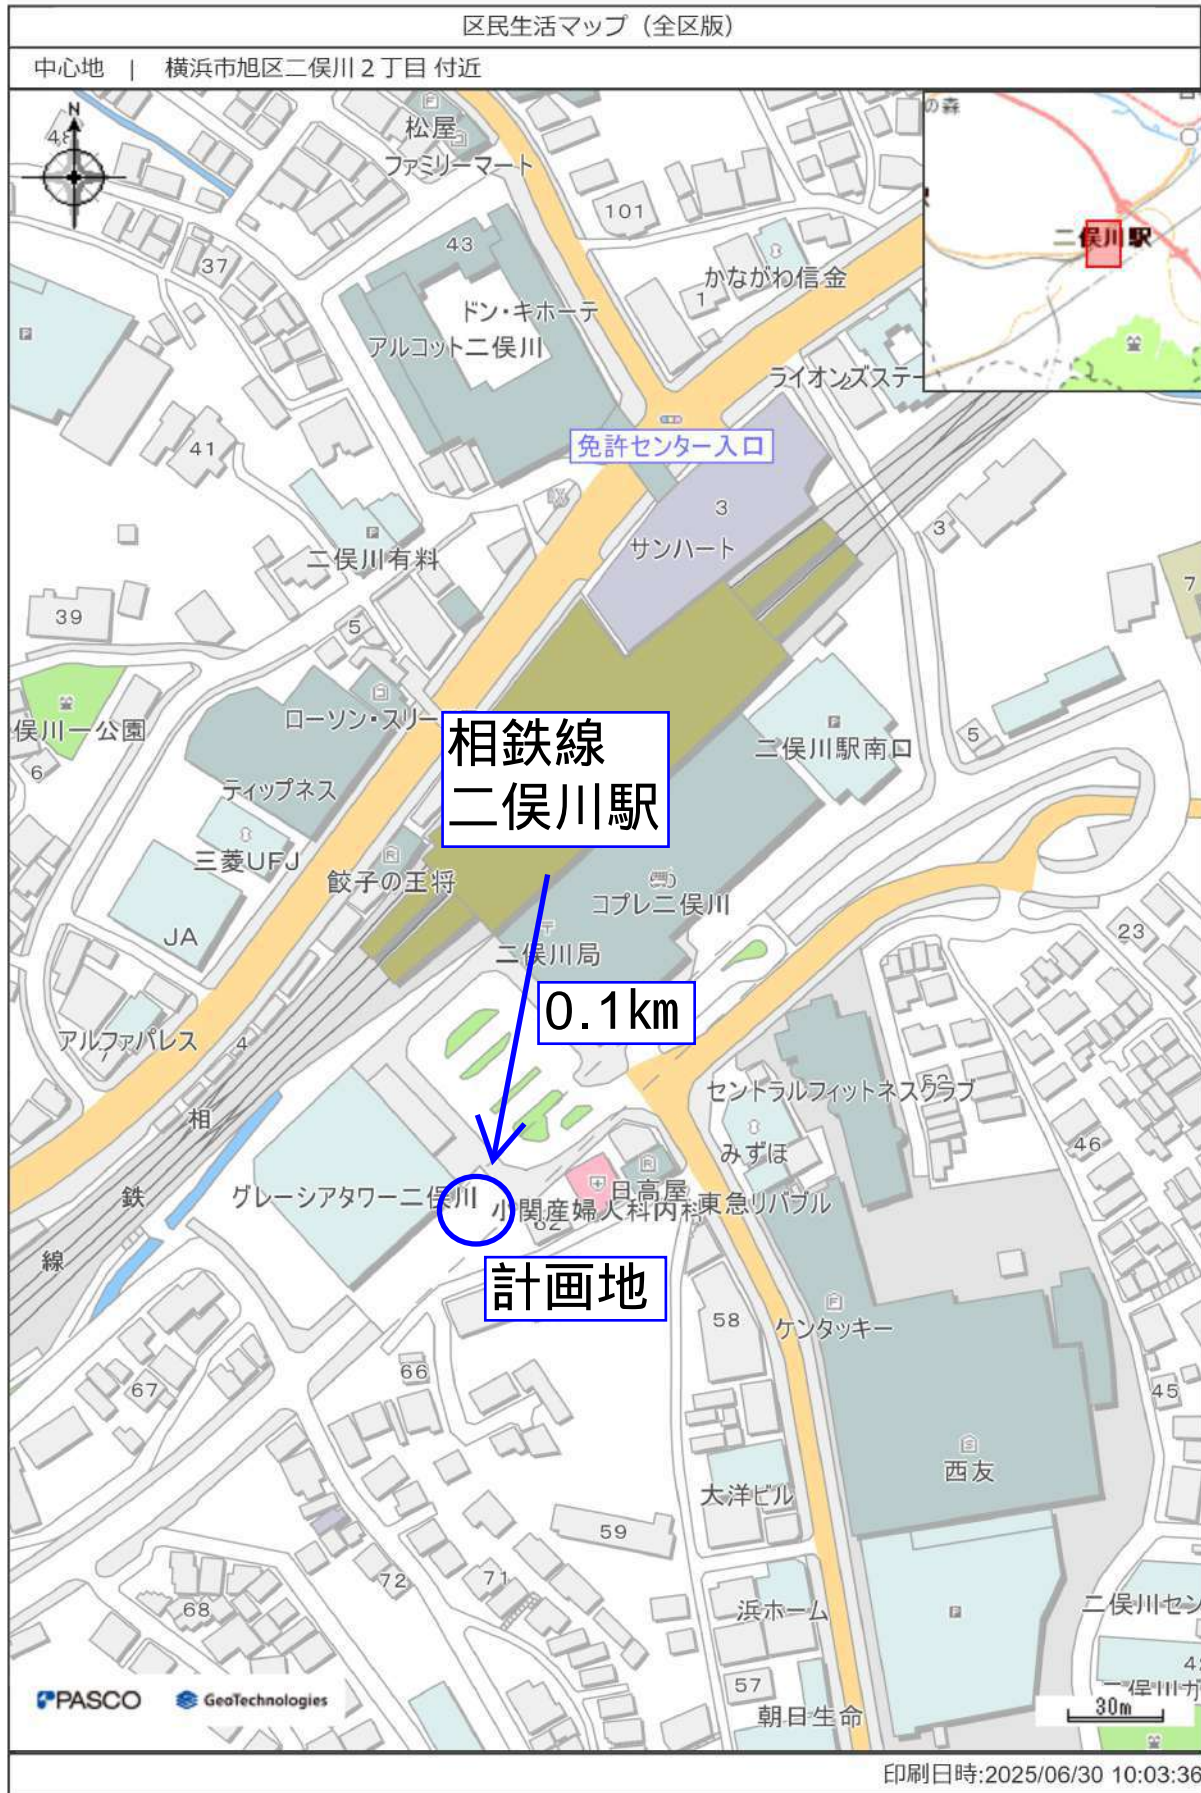 区民生活マップ（全区版）
中心地 | 横浜市旭区二俣川２丁目 付近
N
48
松屋
ファミリーマート
の森
二俣川駅
101
43
37
かながわ信金
1
ドン・キホーテ
アルコット二俣川
ライオンズステー
免許センター入口
41
3
サンハート
3
二俣川有料
7
39
5
俣川一公園
ローソン・スリー
相鉄線
二俣川駅
二俣川駅南口
5
6
ティップネス
三菱UFJ
餃子の王将
コプレ二俣川
JA
二俣川局
23
0.1km
アルファパレス
4
セントラルフィットネスクラブ
相
みずほ
46
鉄
グレーシアタワー二俣川
日高屋
小関産婦人科内科
東急リバブル
62
線
計画地
58
ケンタッキー
66
67
45
西友
大洋ビル
59
72
71
68
浜ホーム
二俣川セン
57
朝日生命
PASCO
GeoTechnologies
30m
印刷日時:2025/06/30 10:03:36